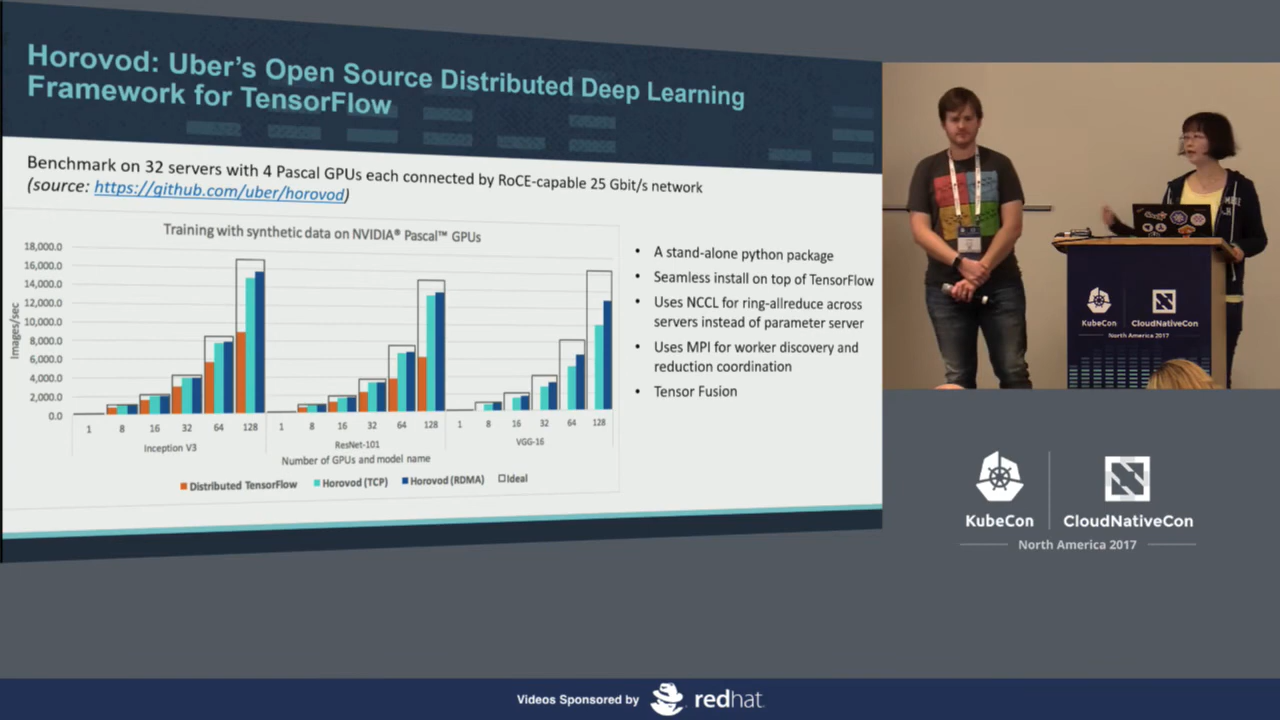 Horovod: Uber's Open Source Distributed Deep Learning
Framework for TensorFlow
Benchmark on 32 servers with 4 Pascal GPUs each connected by RoCE-capable 25 Gbit/s network
(source: https://github.com/uber/horovod)
Training with synthetic data on NVIDIA® Pascal™ GPUs
Images/sec
18,000.0
16,000.0
14,000.0
12,000.0
10,000.0
8,000.0
6,000.0
4,000.0
2,000.0
0.0
1 8 16 32 64 128 1 8 16 32 64 128 1 8 16 32 64 128
Inception V3 ResNet-101 VGG-16
Number of GPUs and model name
Distributed TensorFlow Horovod (TCP) Horovod (RDMA) Ideal
• A stand-alone python package
• Seamless install on top of TensorFlow
• Uses NCCL for ring-allreduce across
servers instead of parameter server
• Uses MPI for worker discovery and
reduction coordination
• Tensor Fusion
KubeCon CloudNativeCon
North America 2017
KubeCon CloudNativeCon
North America 2017
Videos Sponsored by redhat.